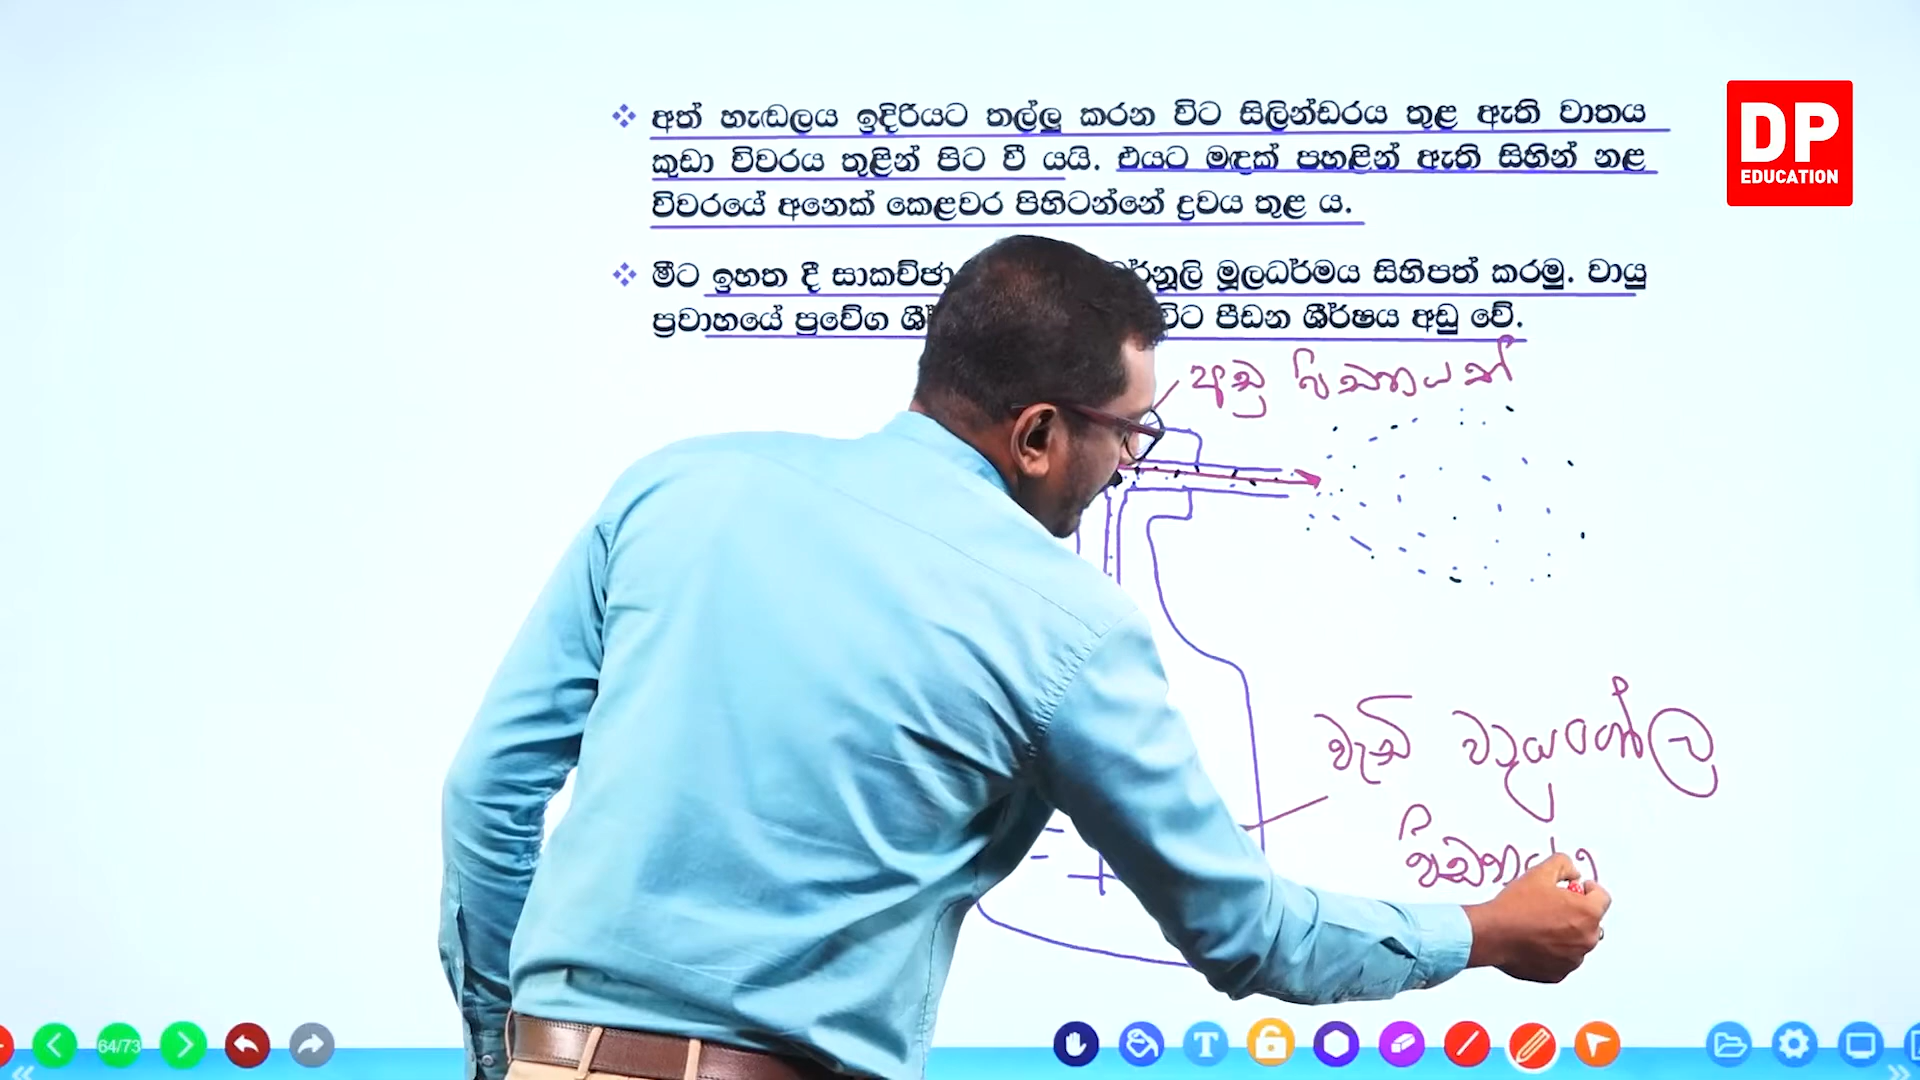 අත් හැඬලය ඉදිරියට තල්ලු කරන විට සිලින්ඩරය තුළ ඇති වාතය
කුඩා විවරය තුළින් පිට වී යයි. එයට මඳක් පහළින් ඇති සිහින් නළ
විවරයේ අනෙක් කෙළවර පිහිටන්නේ ද්‍රවය තුළ ය.
මීට ඉහත දී සාකච්ඡා මූලධර්මය සිහිපත් කරමු. වායු
ප්‍රවාහයේ ප්‍රවේග විට පීඩන ශීර්ෂය අඩු වේ.
අඩු පීඩනයක්
වැඩි වායුගෝල
DP
EDUCATION
64/73
T